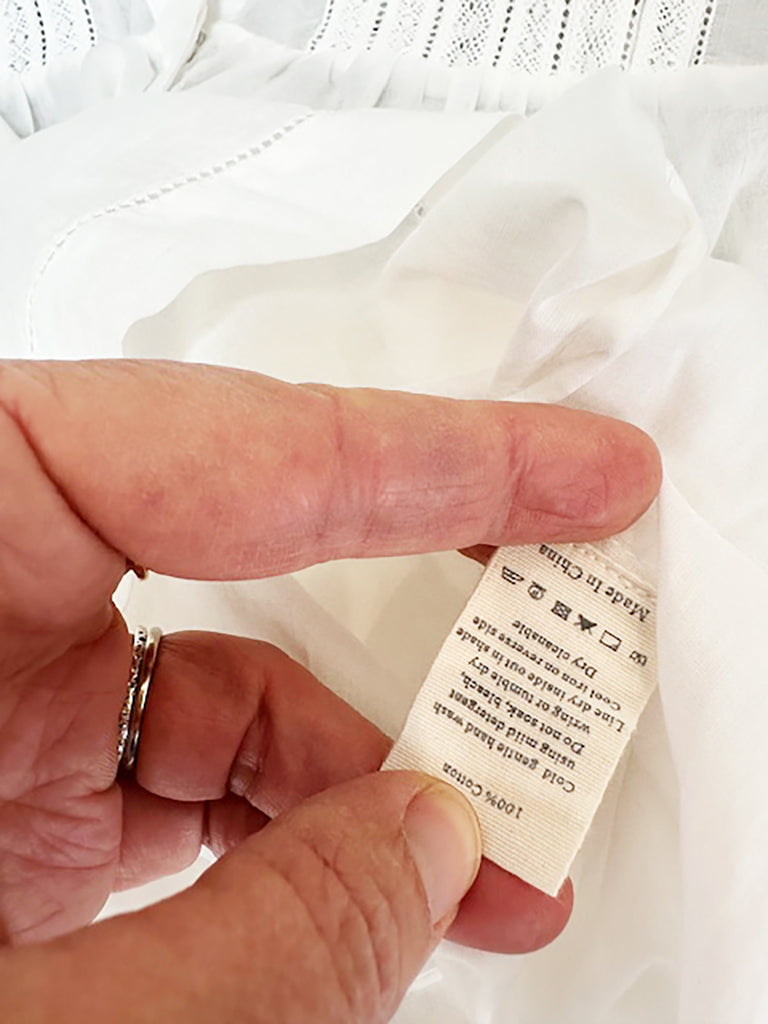 100% Cotton
Cold gentle hand wash
using mild detergent
Do not soak, bleach,
wring or tumble dry
Line dry inside out in shade
Cool iron on reverse side
Dry cleanable
Made In China